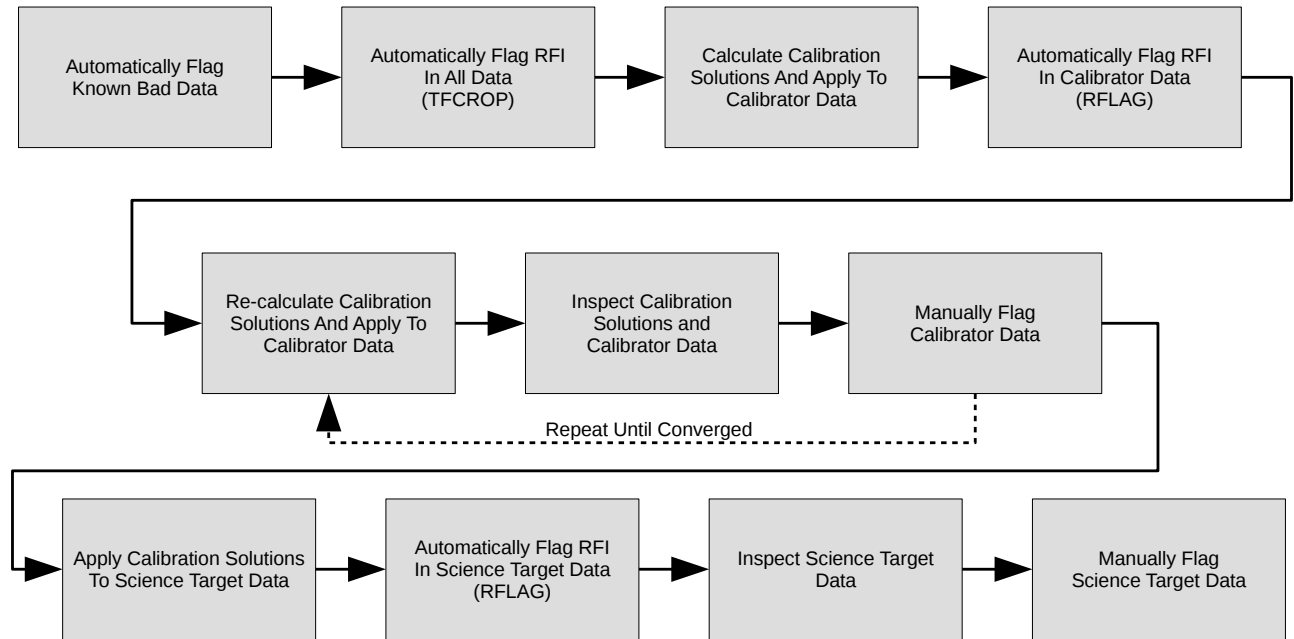 Automatically Flag
Known Bad Data
Automatically Flag RFI
In All Data
(TFCROP)
Calculate Calibration
Solutions And Apply To
Calibrator Data
Automatically Flag RFI
In Calibrator Data
(RFLAG)
Re-calculate Calibration
Solutions And Apply To
Calibrator Data
Inspect Calibration
Solutions and
Calibrator Data
Manually Flag
Calibrator Data
Repeat Until Converged
Apply Calibration Solutions
To Science Target Data
Automatically Flag RFI
In Science Target Data
(RFLAG)
Inspect Science Target
Data
Manually Flag
Science Target Data